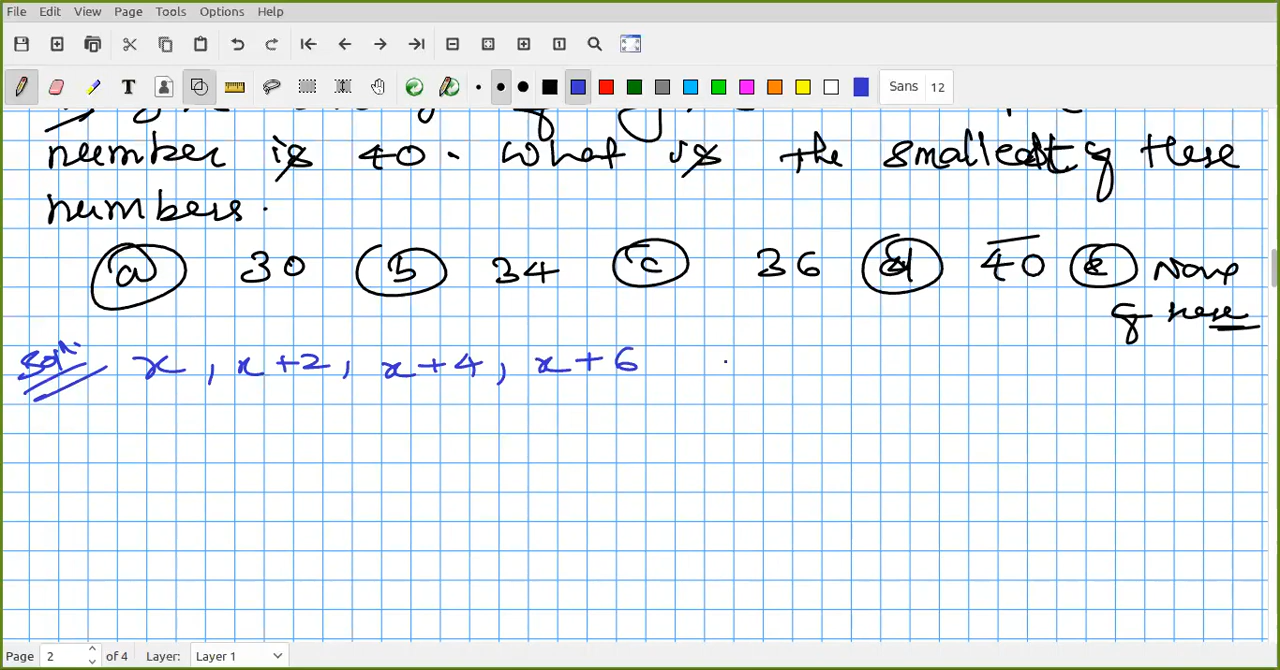 File Edit View Page Tools Options Help
T Sans 12
number is 40. What is the smallest of these
numbers.
(a) 30 (b) 34 (c) 36 (d) 40 (e) None
of these
Soln. x, x+2, x+4, x+6
Page 2 of 4 Layer: Layer 1